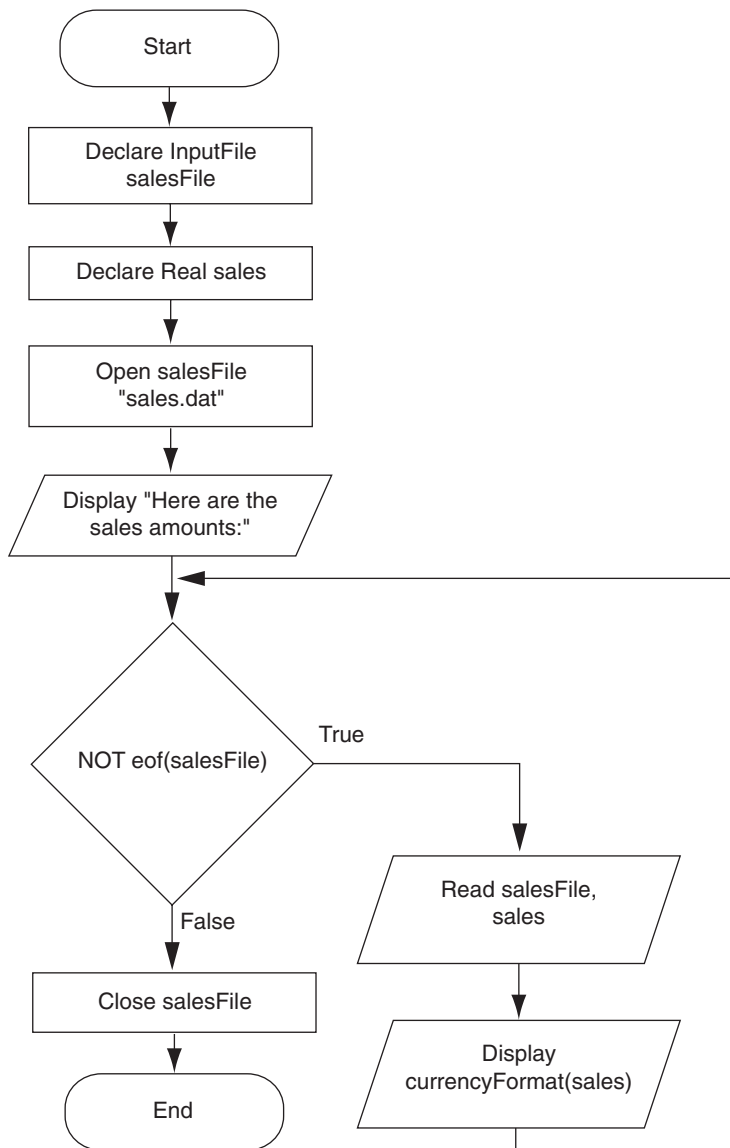 Start
Declare InputFile
salesFile
Declare Real sales
Open salesFile
"sales.dat"
Display "Here are the
sales amounts:"
NOT eof(salesFile)
True
Read salesFile,
sales
Display
currencyFormat(sales)
False
Close salesFile
End